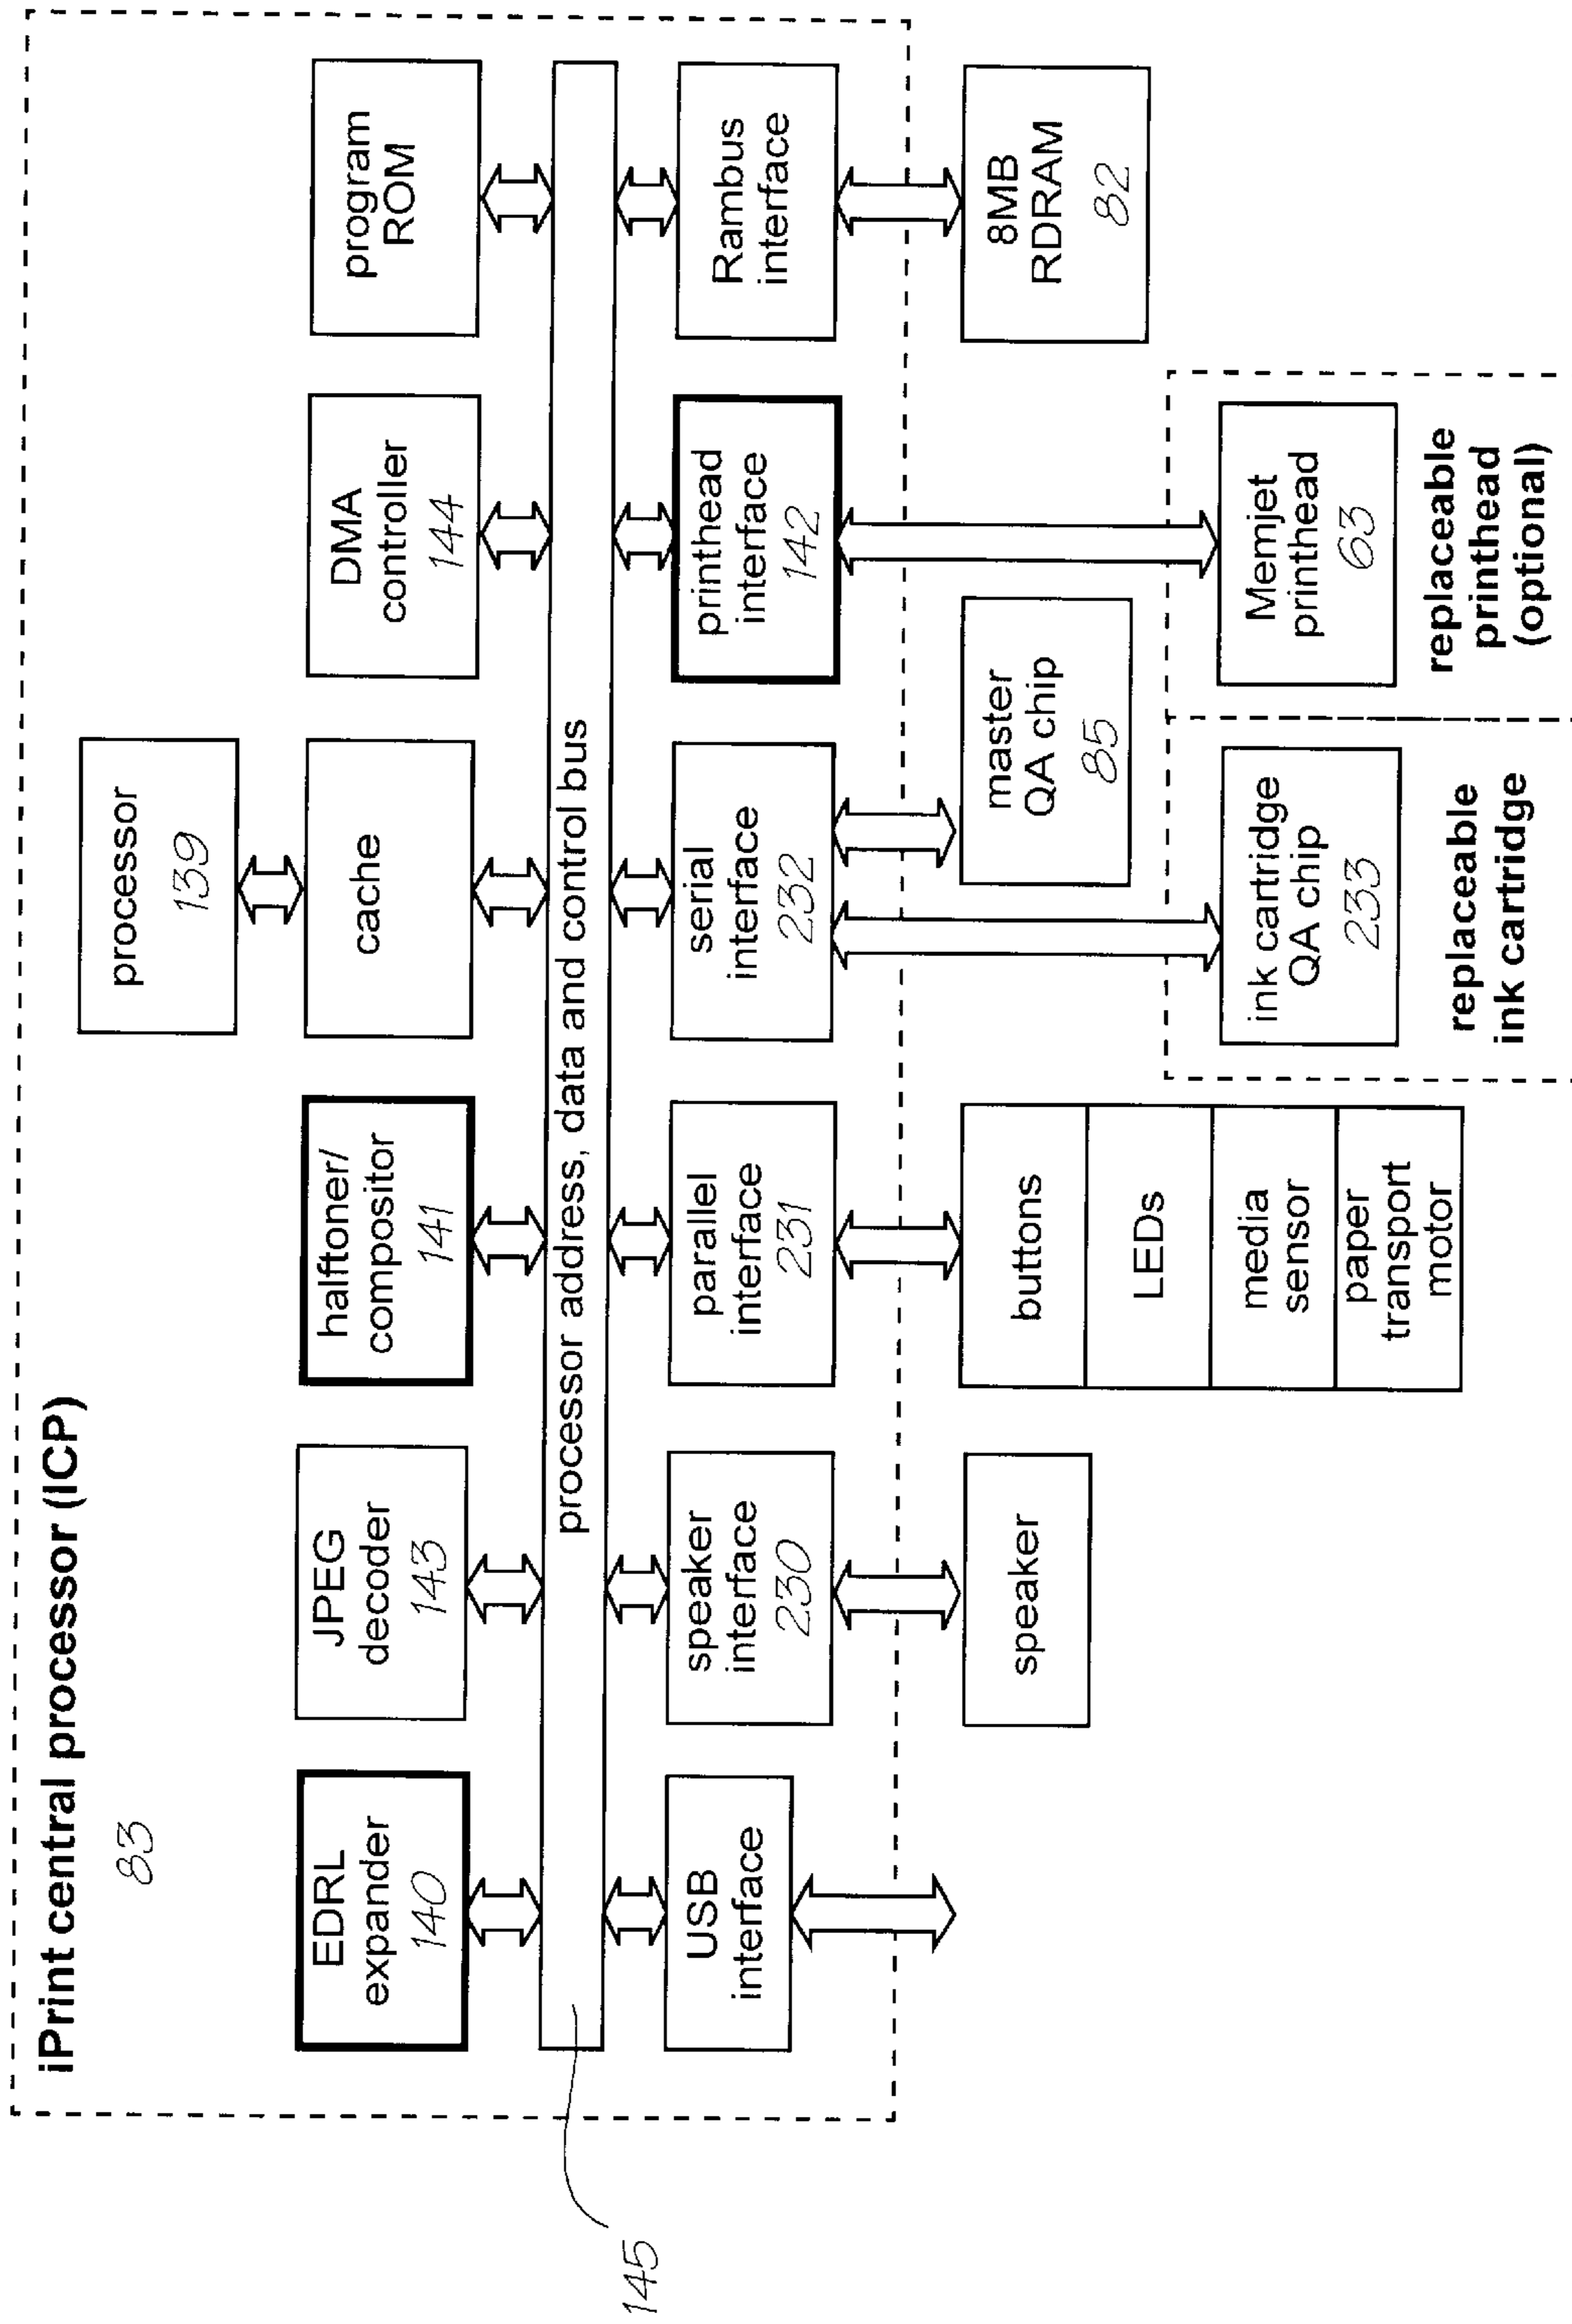 iPrint central processor (ICP)
83
processor
139
EDRL
expander
140
JPEG
decoder
143
halftoner/
compositor
141
cache
DMA
controller
144
program
ROM
processor address, data and control bus
145
USB
interface
speaker
interface
230
parallel
interface
231
serial
interface
232
printhead
interface
142
Rambus
interface
speaker
buttons
LEDs
media
sensor
paper
transport
motor
master
QA chip
85
8MB
RDRAM
82
ink cartridge
QA chip
233
Memjet
printhead
63
replaceable
ink cartridge
replaceable
printhead
(optional)